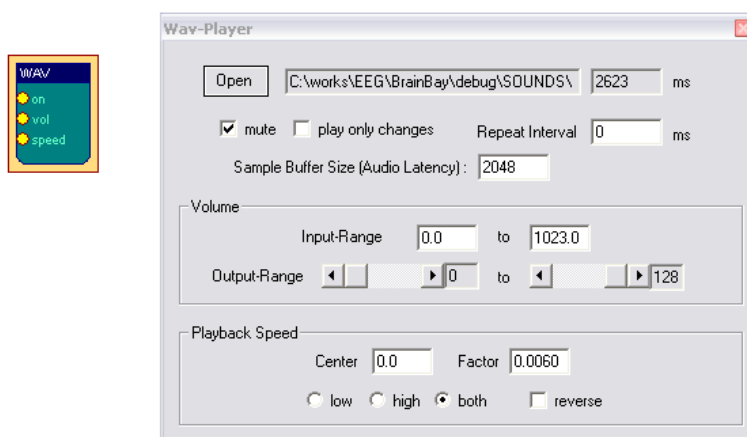 Wav-Player
WAV
on
vol
speed
Open C:\works\EEG\BrainBay\debug\SOUNDS\ 2623 ms
mute play only changes Repeat Interval 0 ms
Sample Buffer Size (Audio Latency) : 2048
Volume
Input-Range 0.0 to 1023.0
Output-Range 0 to 128
Playback Speed
Center 0.0 Factor 0.0060
low high both reverse